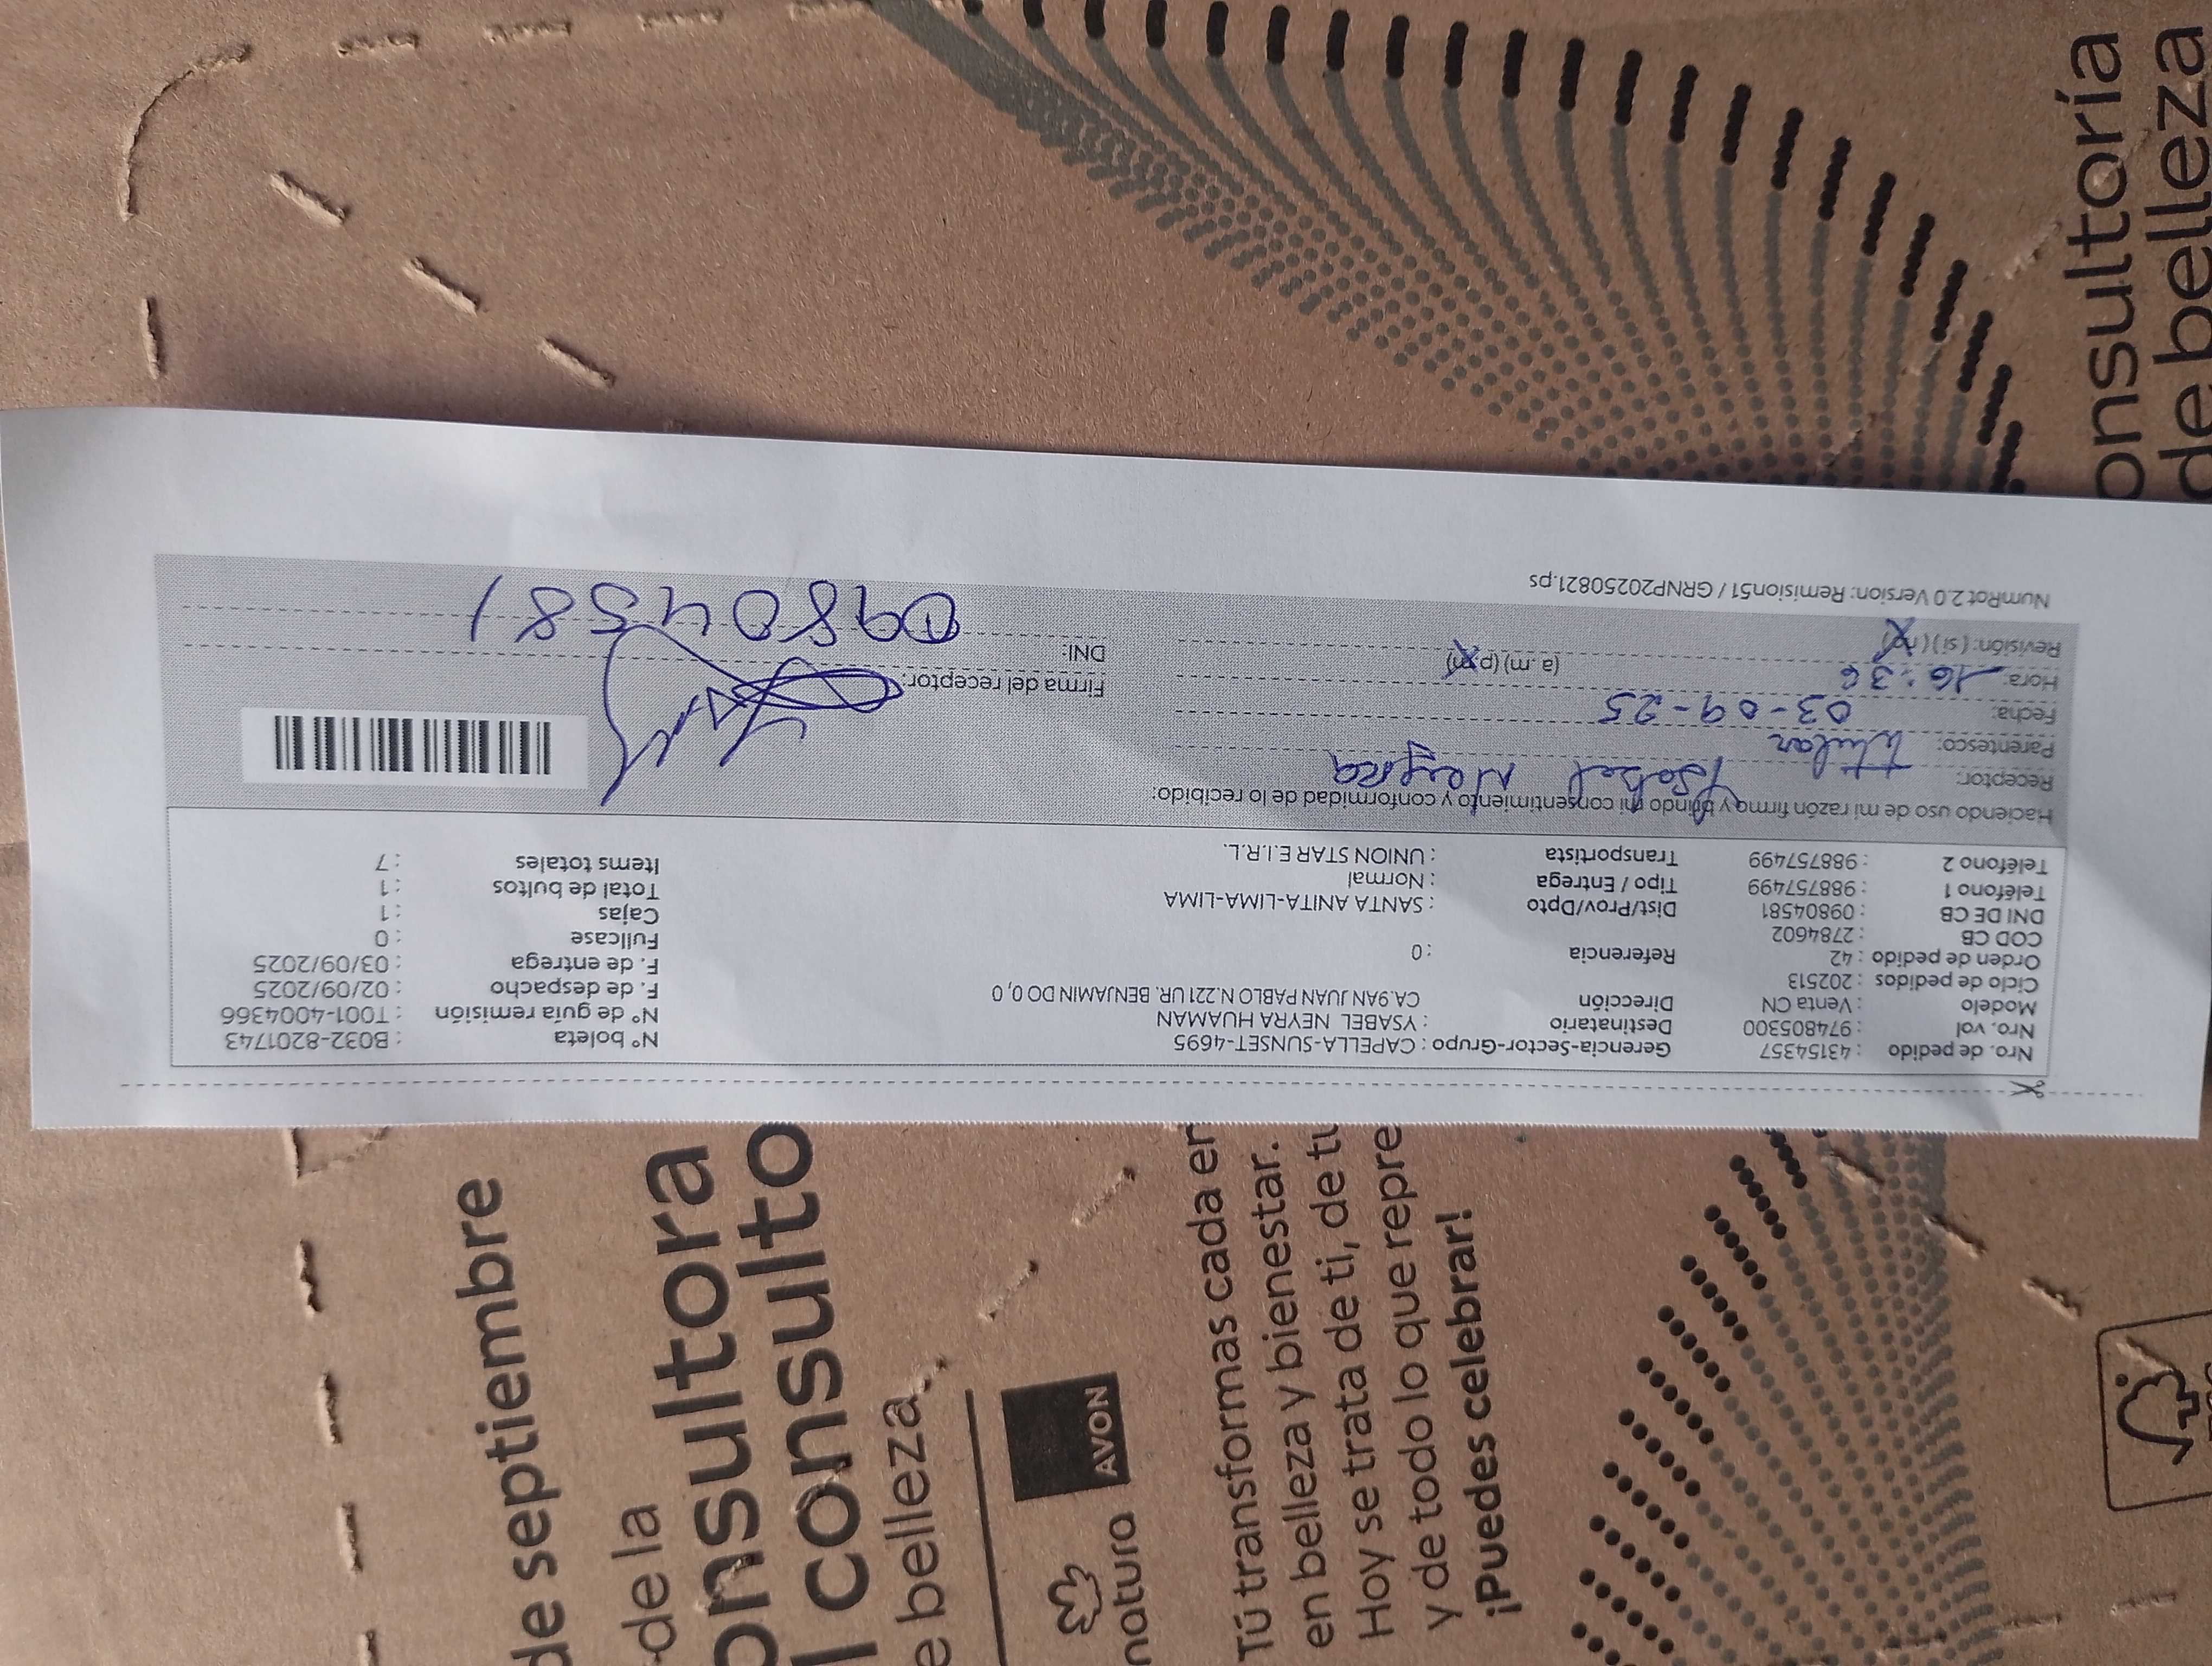 Nro. de pedido : 43154357
Nro. vol : 974805300
Modelo : Venta CN
Ciclo de pedidos : 202513
Orden de pedido : 42
COD CB : 2784602
DNI DE CB : 09804581
Teléfono 1 : 988757499
Teléfono 2 : 988757499
Gerencia-Sector-Grupo : CAPELLA-SUNSET-4695
Destinatario : YSABEL NEYRA HUAMAN
Dirección CA.9AN JUAN PABLO N.221 UR. BENJAMIN DO 0,0
Referencia : 0
Dist/Prov/Dpto : SANTA ANITA-LIMA-LIMA
Tipo / Entrega : Normal
Transportista : UNION STAR E.I.R.L.
N° boleta : B032-8201743
N° de guía remisión : T001-4004366
F. de despacho : 02/09/2025
F. de entrega : 03/09/2025
Fullcase : 0
Cajas : 1
Total de bultos : 1
Items totales : 7
Haciendo uso de mi razón firmo y brindo mi consentimiento y conformidad de lo recibido:
Receptor: Ysabel Neyra
Parentesco: titular
Fecha: 03-09-25
Hora: 16:36 (a.m) (p.m)
Revisión: (si) (no)
Firma del receptor:
DNI: 09804581
NumRot 2.0 Version: Remision51 / GRNP20250821.ps
onsultoría
de belleza
de septiembre
de la
onsultora
l consulto
e belleza
natura
AVON
Tú transformas cada en
en belleza y bienestar.
Hoy se trata de ti, de tu
y de todo lo que repre
¡Puedes celebrar!